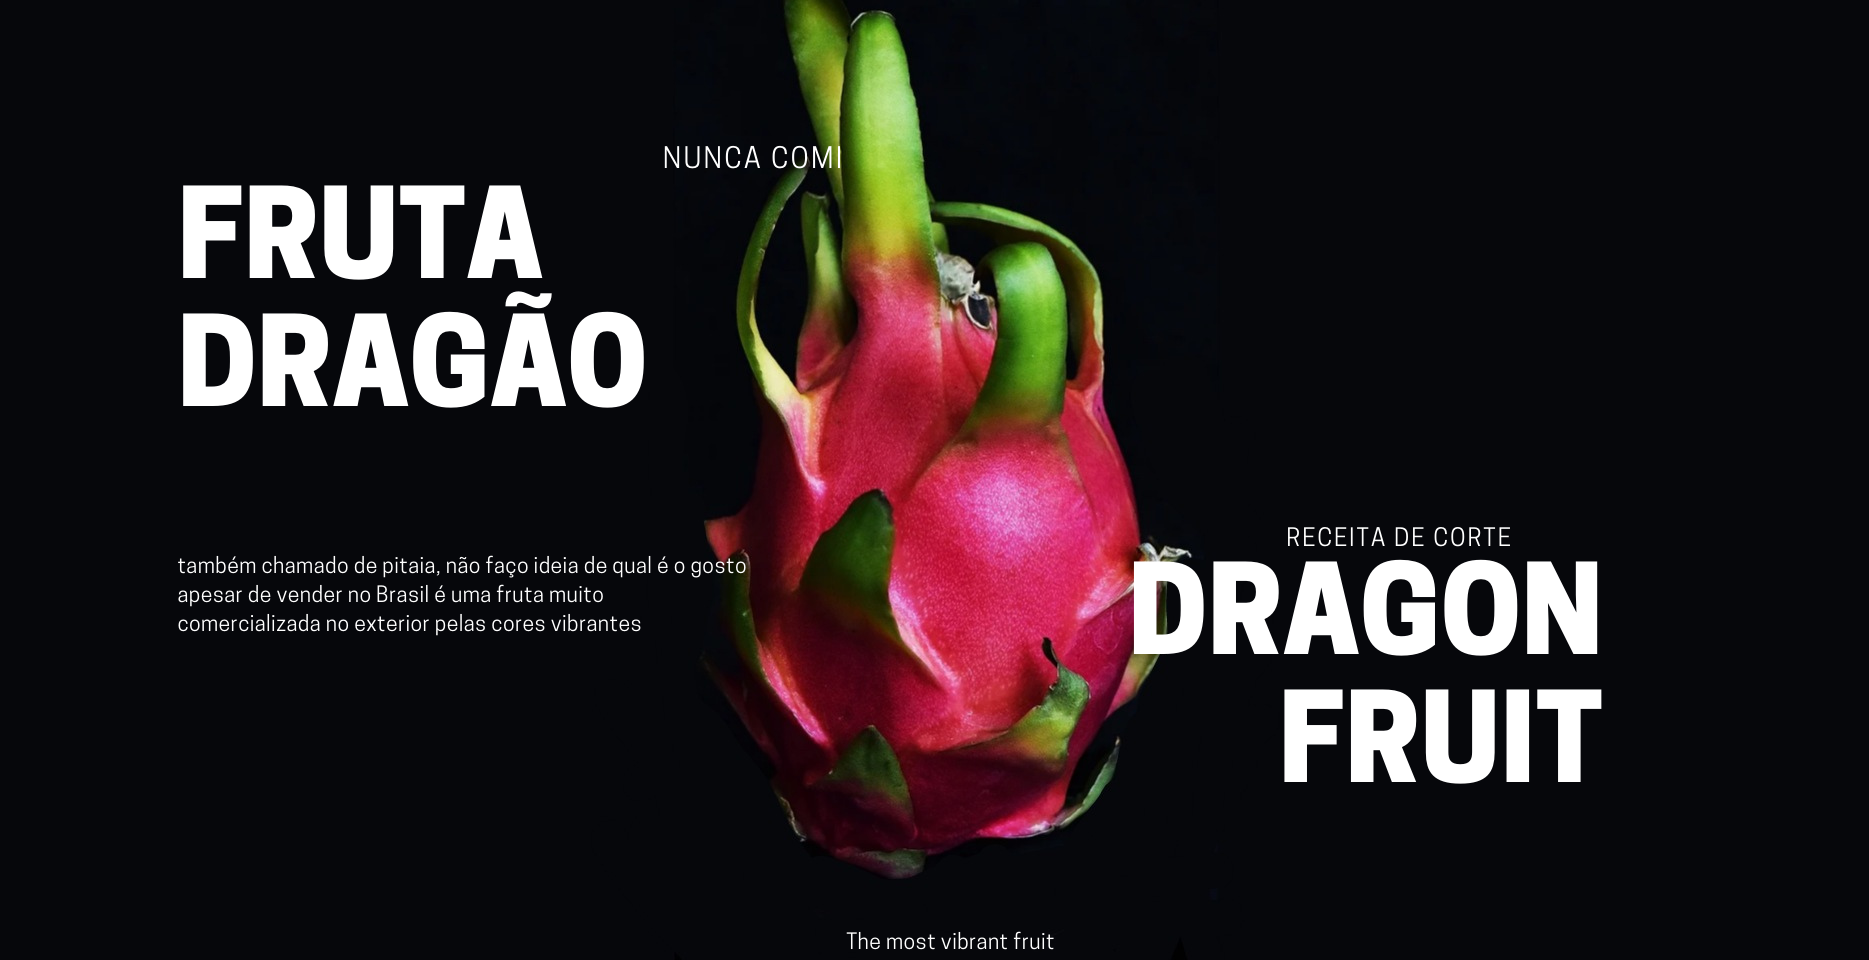 NUNCA COMI
FRUTA
DRAGÃO
também chamado de pitaia, não faço ideia de qual é o gosto
apesar de vender no Brasil é uma fruta muito
comercializada no exterior pelas cores vibrantes
RECEITA DE CORTE
DRAGON
FRUIT
The most vibrant fruit